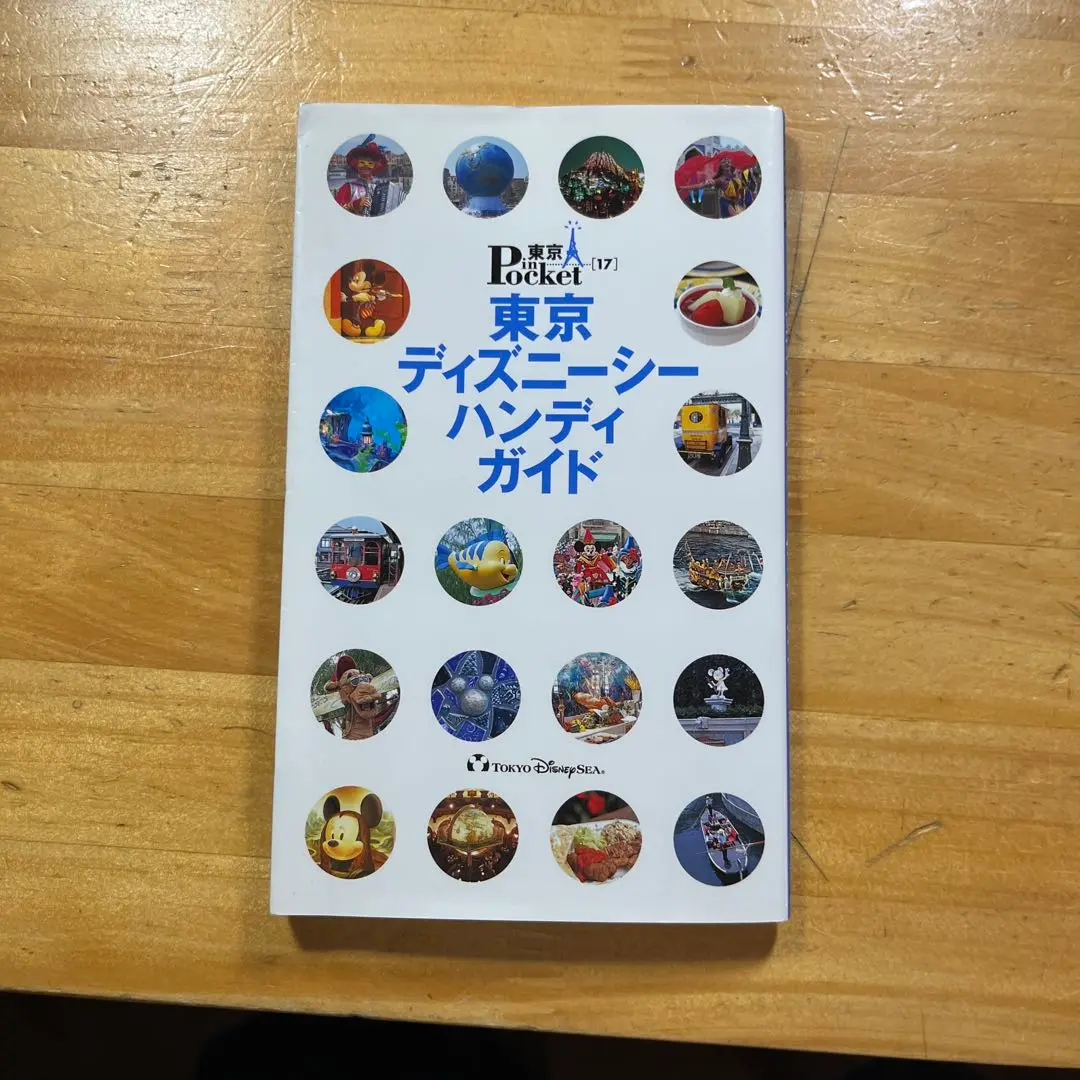 東京
Pocket
in
[17]
東京
ディズニーシー
ハンディ
ガイド
TOKYO DISNEYSEA®